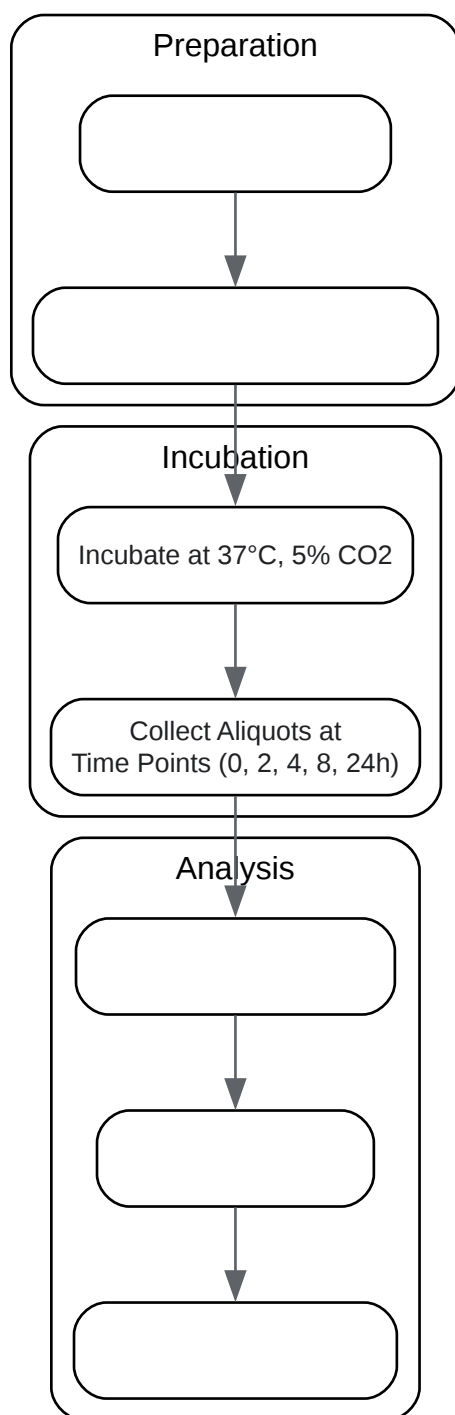 Preparation
Incubation
Incubate at 37°C, 5% CO2
Collect Aliquots at
Time Points (0, 2, 4, 8, 24h)
Analysis